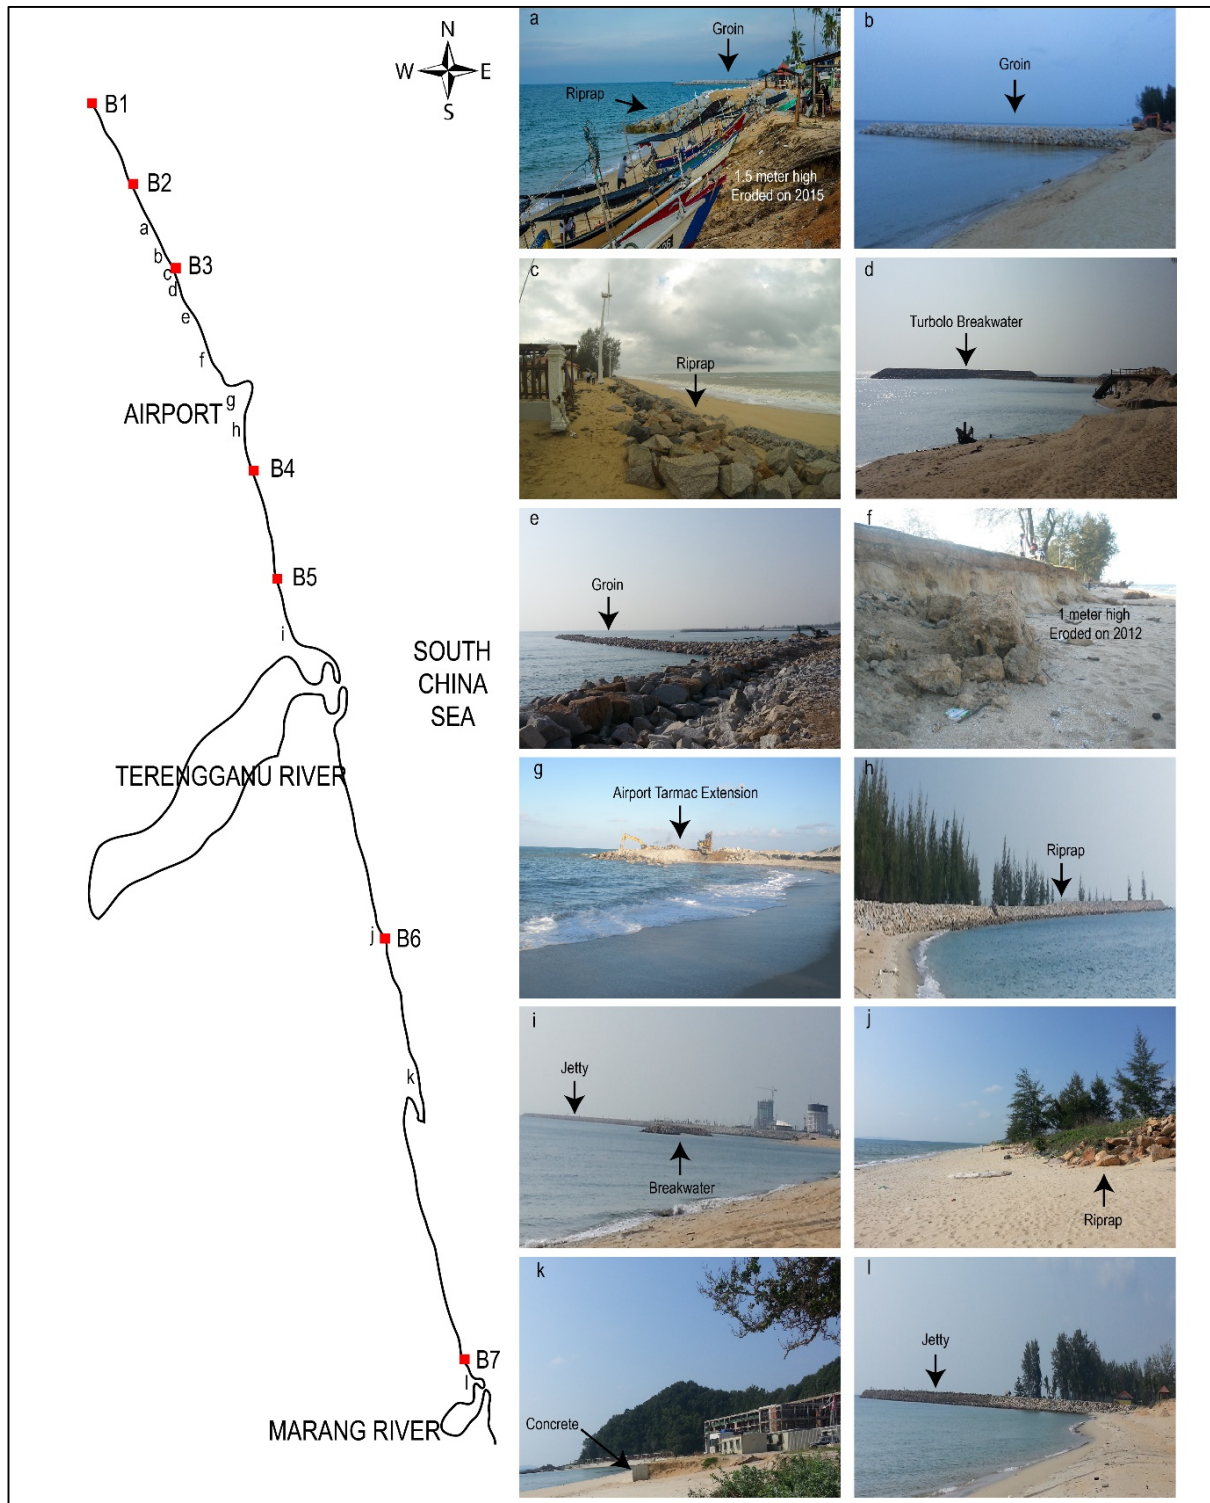 N
W
E
S
B1
B2
a
b
B3
c
d
e
f
g
AIRPORT
h
B4
B5
i
SOUTH
CHINA
SEA
TERENGGANU RIVER
j
B6
k
B7
l
MARANG RIVER
a
Groin
Riprap
1.5 meter high
Eroded on 2015
b
Groin
c
Riprap
d
Turbolo Breakwater
e
Groin
f
1 meter high
Eroded on 2012
g
Airport Tarmac Extension
h
Riprap
i
Jetty
Breakwater
j
Riprap
k
Concrete
l
Jetty